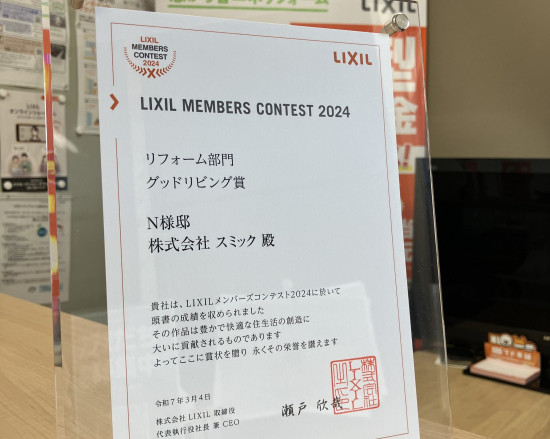 LIXIL
MEMBERS
CONTEST
2024
LIXIL
LIXIL MEMBERS CONTEST 2024
リフォーム部門
グッドリビング賞
N様邸
株式会社 スミック 殿
貴社は、LIXILメンバーズコンテスト2024に於いて
頭書の成績を収められました
その作品は豊かで快適な住生活の創造に
大いに貢献されるものであります
よってここに賞状を贈り 永くその栄誉を讃えます
令和7年3月4日
株式会社 LIXIL 取締役
代表執行役社長 兼 CEO
瀬戸 欣哉